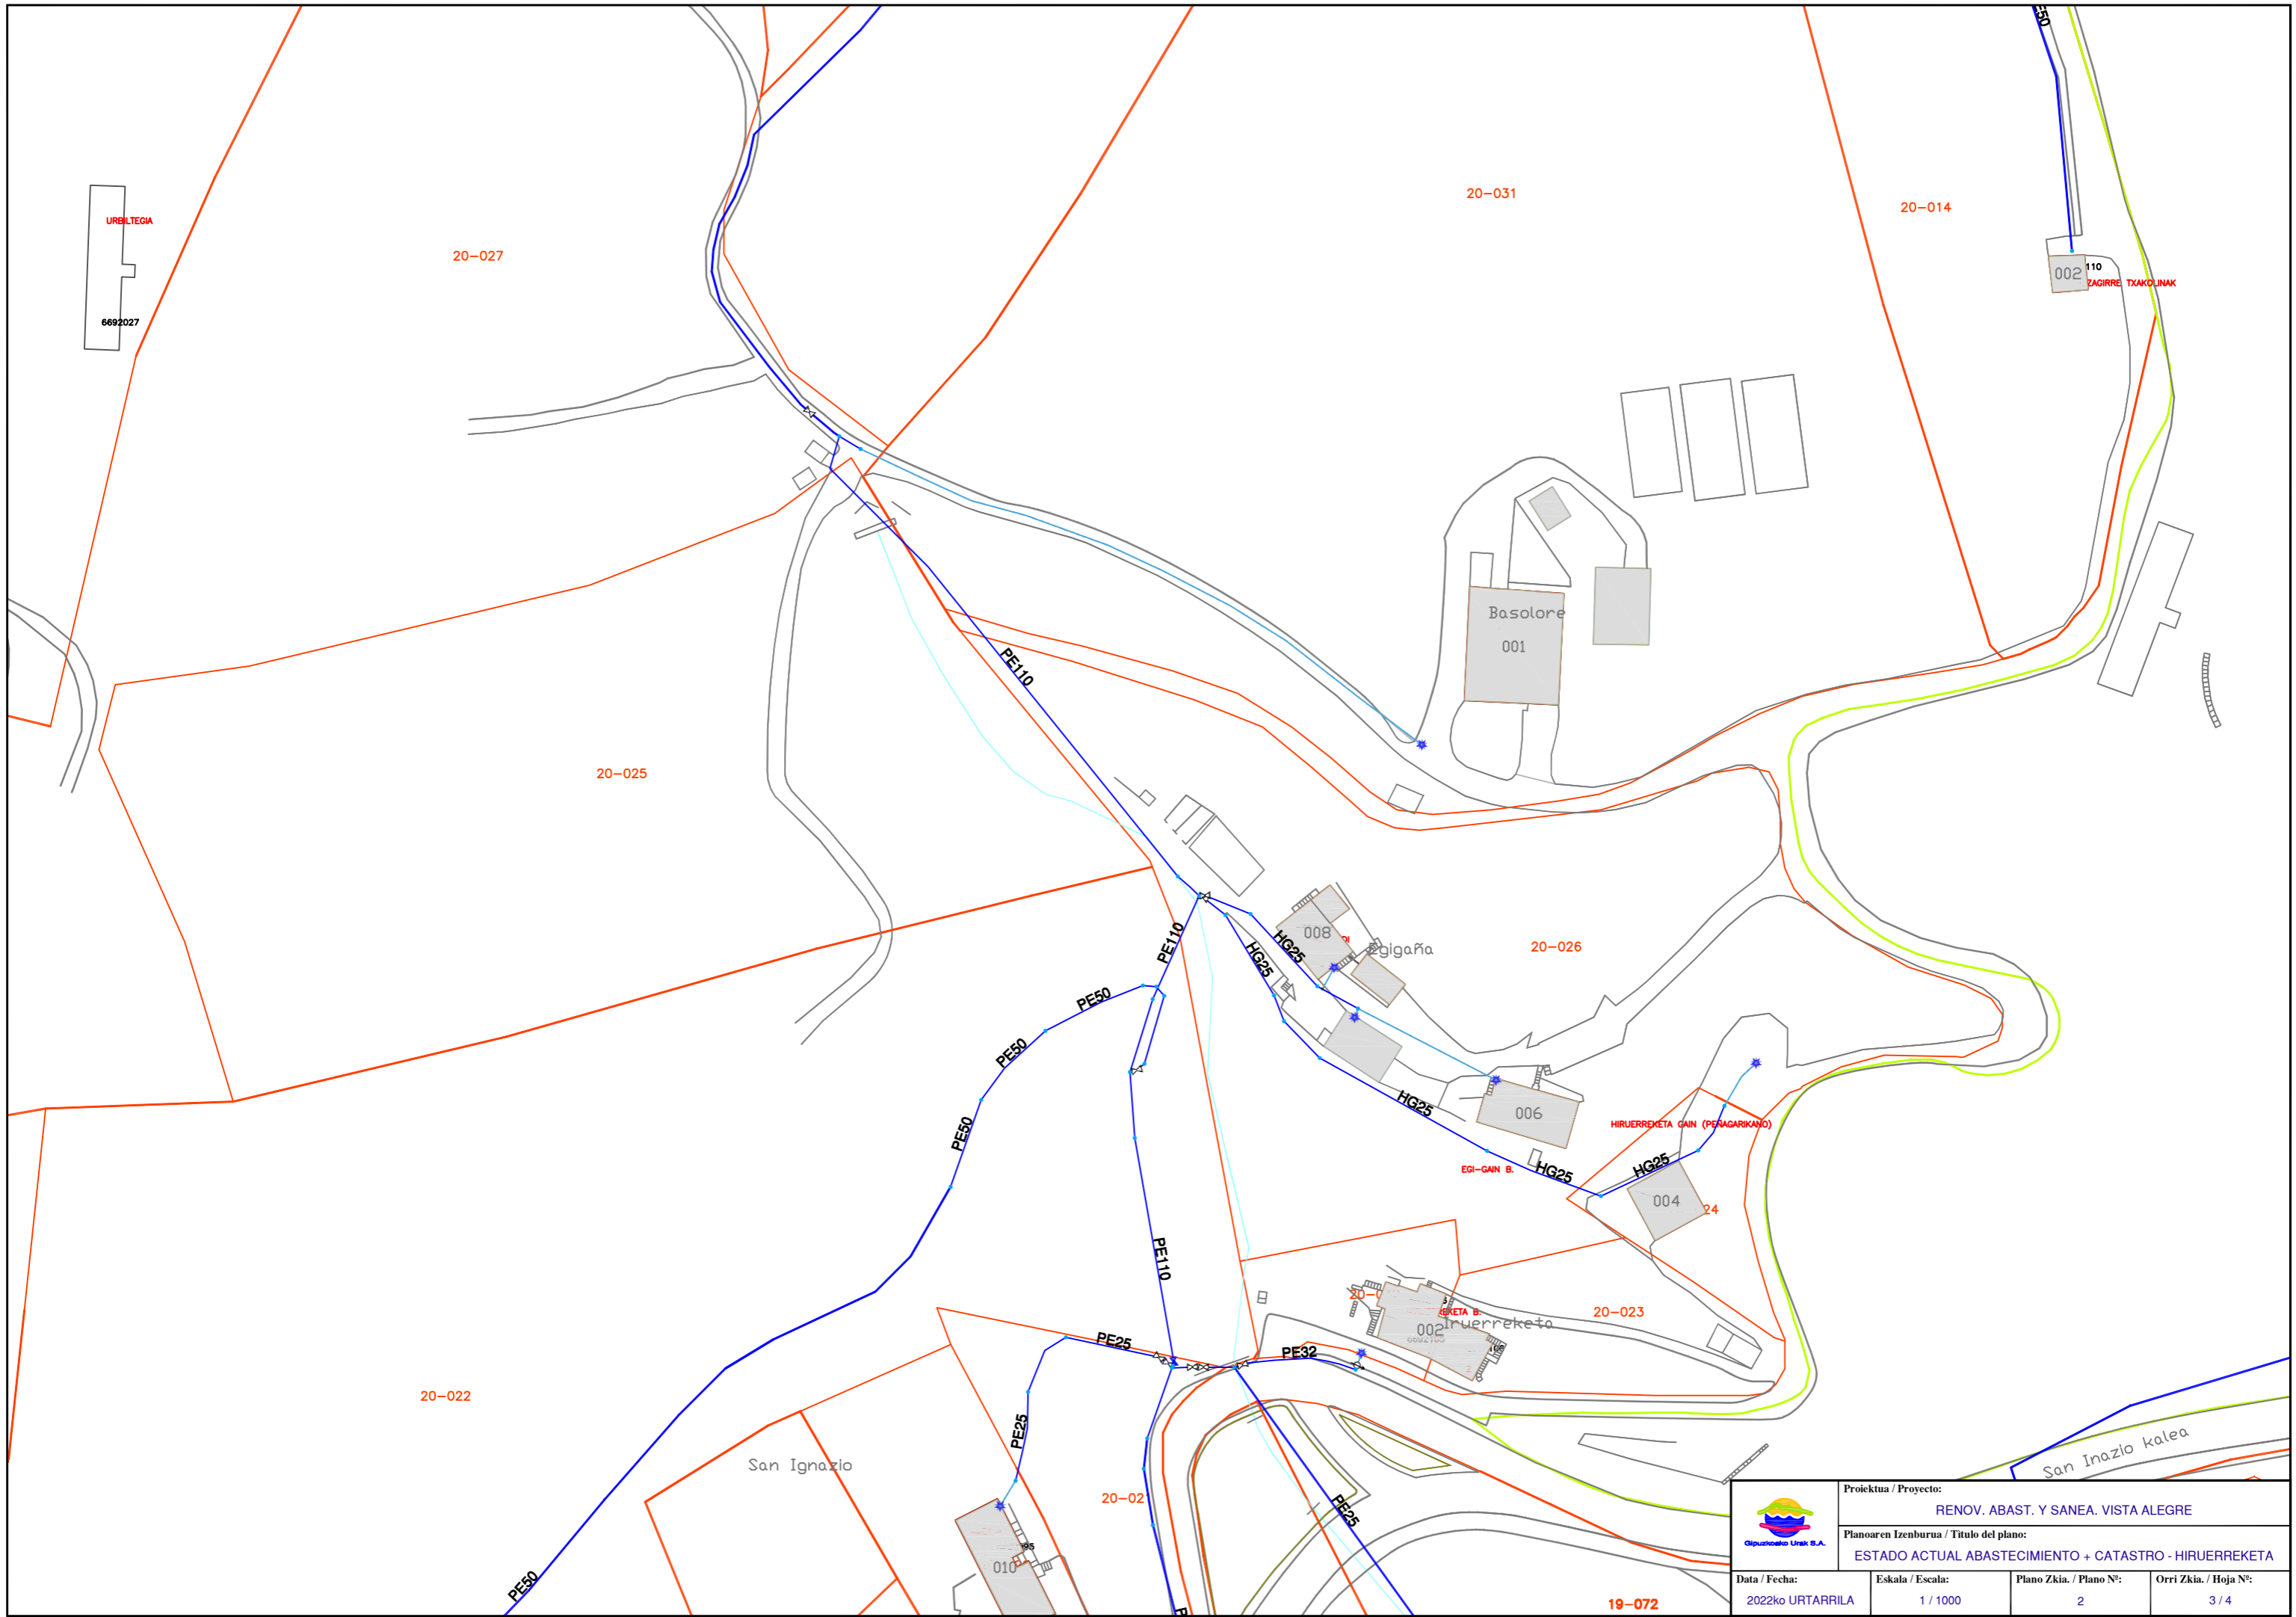 20-031
20-014
URBILTEGIA
20-027
002
110
ZAGIRRE TXAKOLINAK
6692027
Basolore
001
PE110
20-025
008
Egigaña
20-026
HG25
HG25
PE110
PE50
PE50
PE50
HG25
006
HIRUERREKETA GAIN (PEÑAGARIKANO)
EGI-GAIN B.
HG25
HG25
004
24
PE110
20-023
002
Iruerreketa
PE25
PE32
20-022
PE25
San Ignazio
20-02
PE25
San Inazio kalea
010
PE50
19-072
Gipuzkoako Urak S.A.
Proiektua / Proyecto:
RENOV. ABAST. Y SANEA. VISTA ALEGRE
Planoaren Izenburua / Titulo del plano:
ESTADO ACTUAL ABASTECIMIENTO + CATASTRO - HIRUERREKETA
Data / Fecha:
2022ko URTARRILA
Eskala / Escala:
1 / 1000
Plano Zkia. / Plano Nº:
2
Orri Zkia. / Hoja Nº:
3 / 4